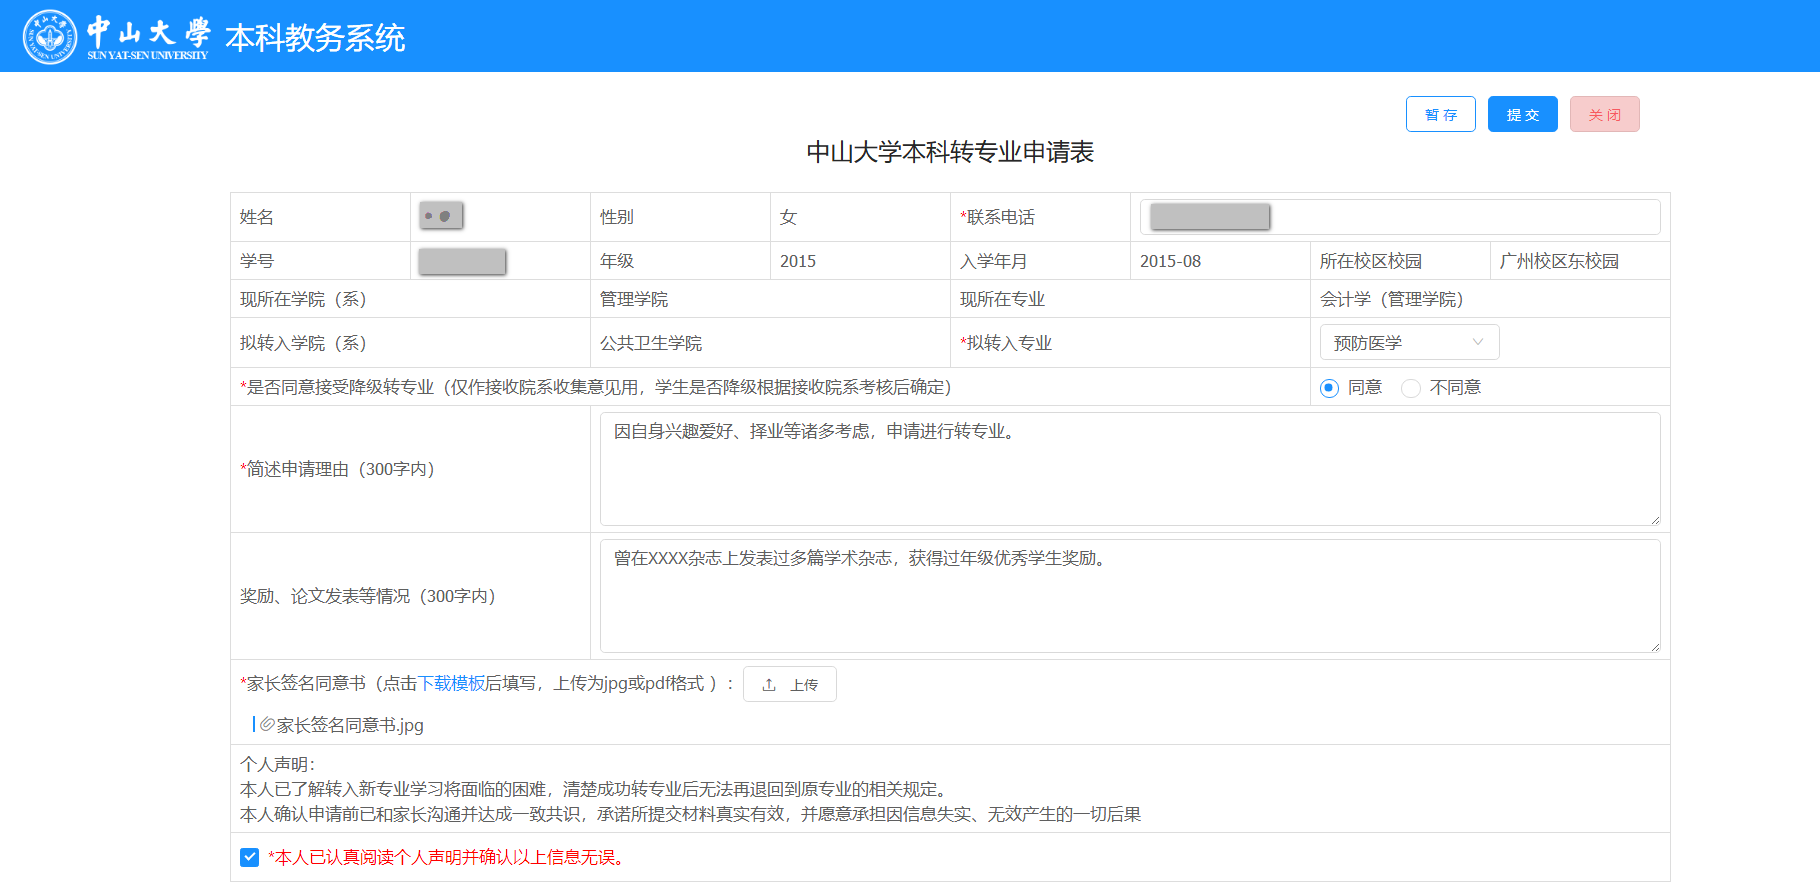 中山大學 本科教务系统
SUN YAT-SEN UNIVERSITY
暂 存 提 交 关 闭
中山大学本科转专业申请表
姓名 性别 女 *联系电话
学号 年级 2015 入学年月 2015-08 所在校区校园 广州校区东校园
现所在学院（系） 管理学院 现所在专业 会计学（管理学院）
拟转入学院（系） 公共卫生学院 *拟转入专业 预防医学
*是否同意接受降级转专业（仅作接收院系收集意见用，学生是否降级根据接收院系考核后确定） 同意 不同意
*简述申请理由（300字内） 因自身兴趣爱好、择业等诸多考虑，申请进行转专业。
奖励、论文发表等情况（300字内） 曾在XXXX杂志上发表过多篇学术杂志，获得过年级优秀学生奖励。
*家长签名同意书（点击下载模板后填写，上传为jpg或pdf格式 ）： 上传
家长签名同意书.jpg
个人声明：
本人已了解转入新专业学习将面临的困难，清楚成功转专业后无法再退回到原专业的相关规定。
本人确认申请前已和家长沟通并达成一致共识，承诺所提交材料真实有效，并愿意承担因信息失实、无效产生的一切后果
*本人已认真阅读个人声明并确认以上信息无误。